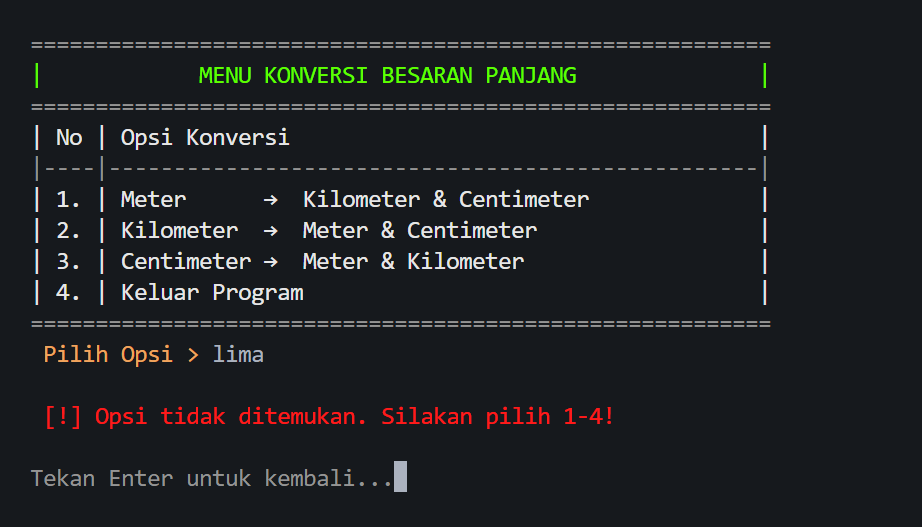 =========================================================
|            MENU KONVERSI BESARAN PANJANG              |
=========================================================
| No | Opsi Konversi                                    |
|----|--------------------------------------------------|
| 1. | Meter      →  Kilometer & Centimeter             |
| 2. | Kilometer  →  Meter & Centimeter                 |
| 3. | Centimeter →  Meter & Kilometer                  |
| 4. | Keluar Program                                   |
=========================================================
Pilih Opsi > lima
[!] Opsi tidak ditemukan. Silakan pilih 1-4!
Tekan Enter untuk kembali...